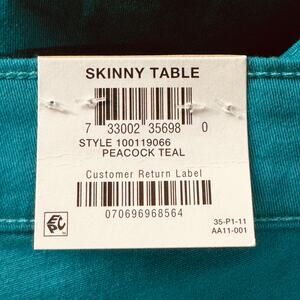 SKINNY TABLE
7 33002 35698 0
STYLE 100119066
PEACOCK TEAL
Customer Return Label
070696968564
35-P1-11
AA11-001